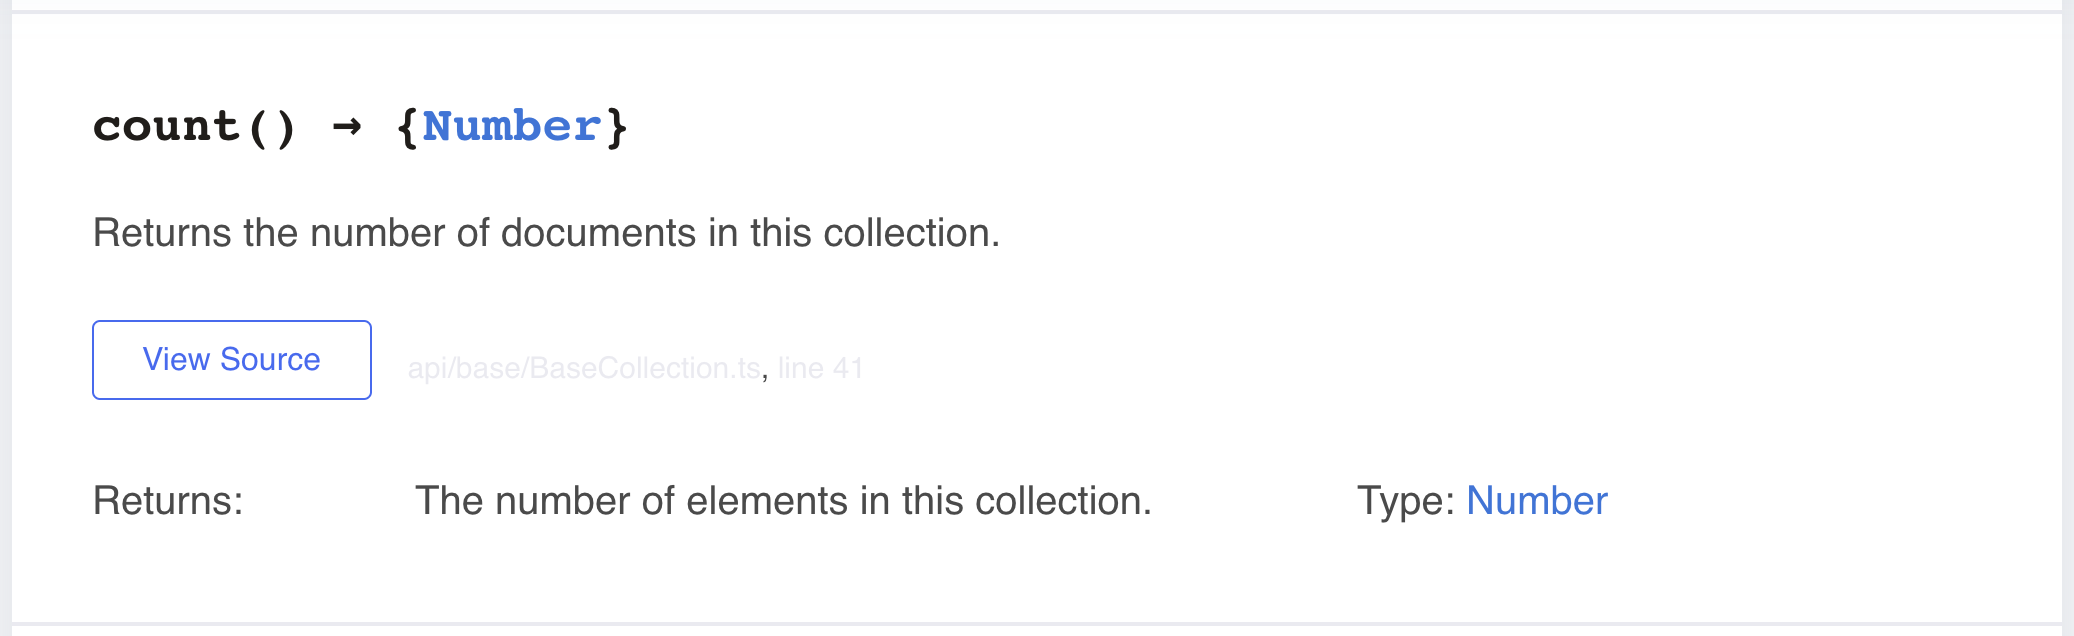 count() → {Number}
Returns the number of documents in this collection.
View Source api/base/BaseCollection.ts, line 41
Returns: The number of elements in this collection. Type: Number